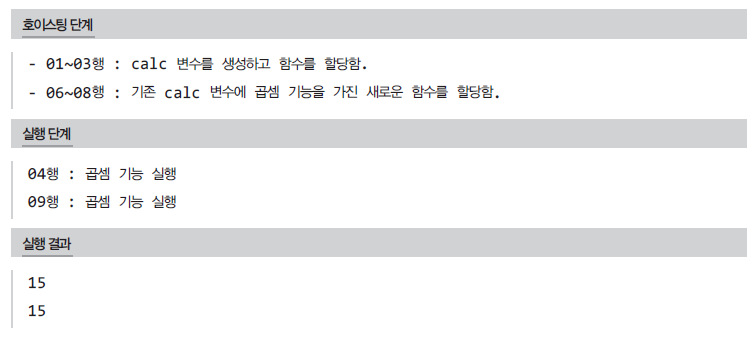 호이스팅 단계
- 01~03행 : calc 변수를 생성하고 함수를 할당함.
- 06~08행 : 기존 calc 변수에 곱셈 기능을 가진 새로운 함수를 할당함.
실행 단계
04행 : 곱셈 기능 실행
09행 : 곱셈 기능 실행
실행 결과
15
15